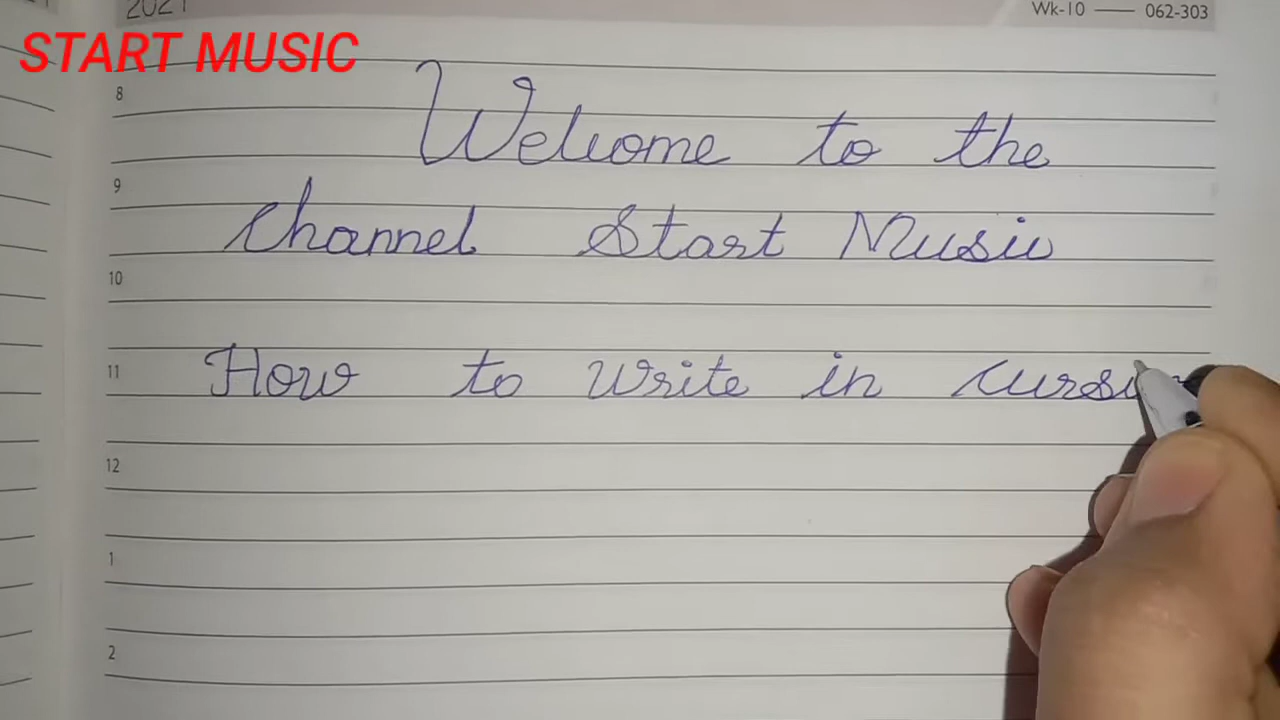 2021
Wk-10 — 062-303
START MUSIC
8
Welcome to the
9
Channel Start Music
10
11 How to write in cursi
12
1
2